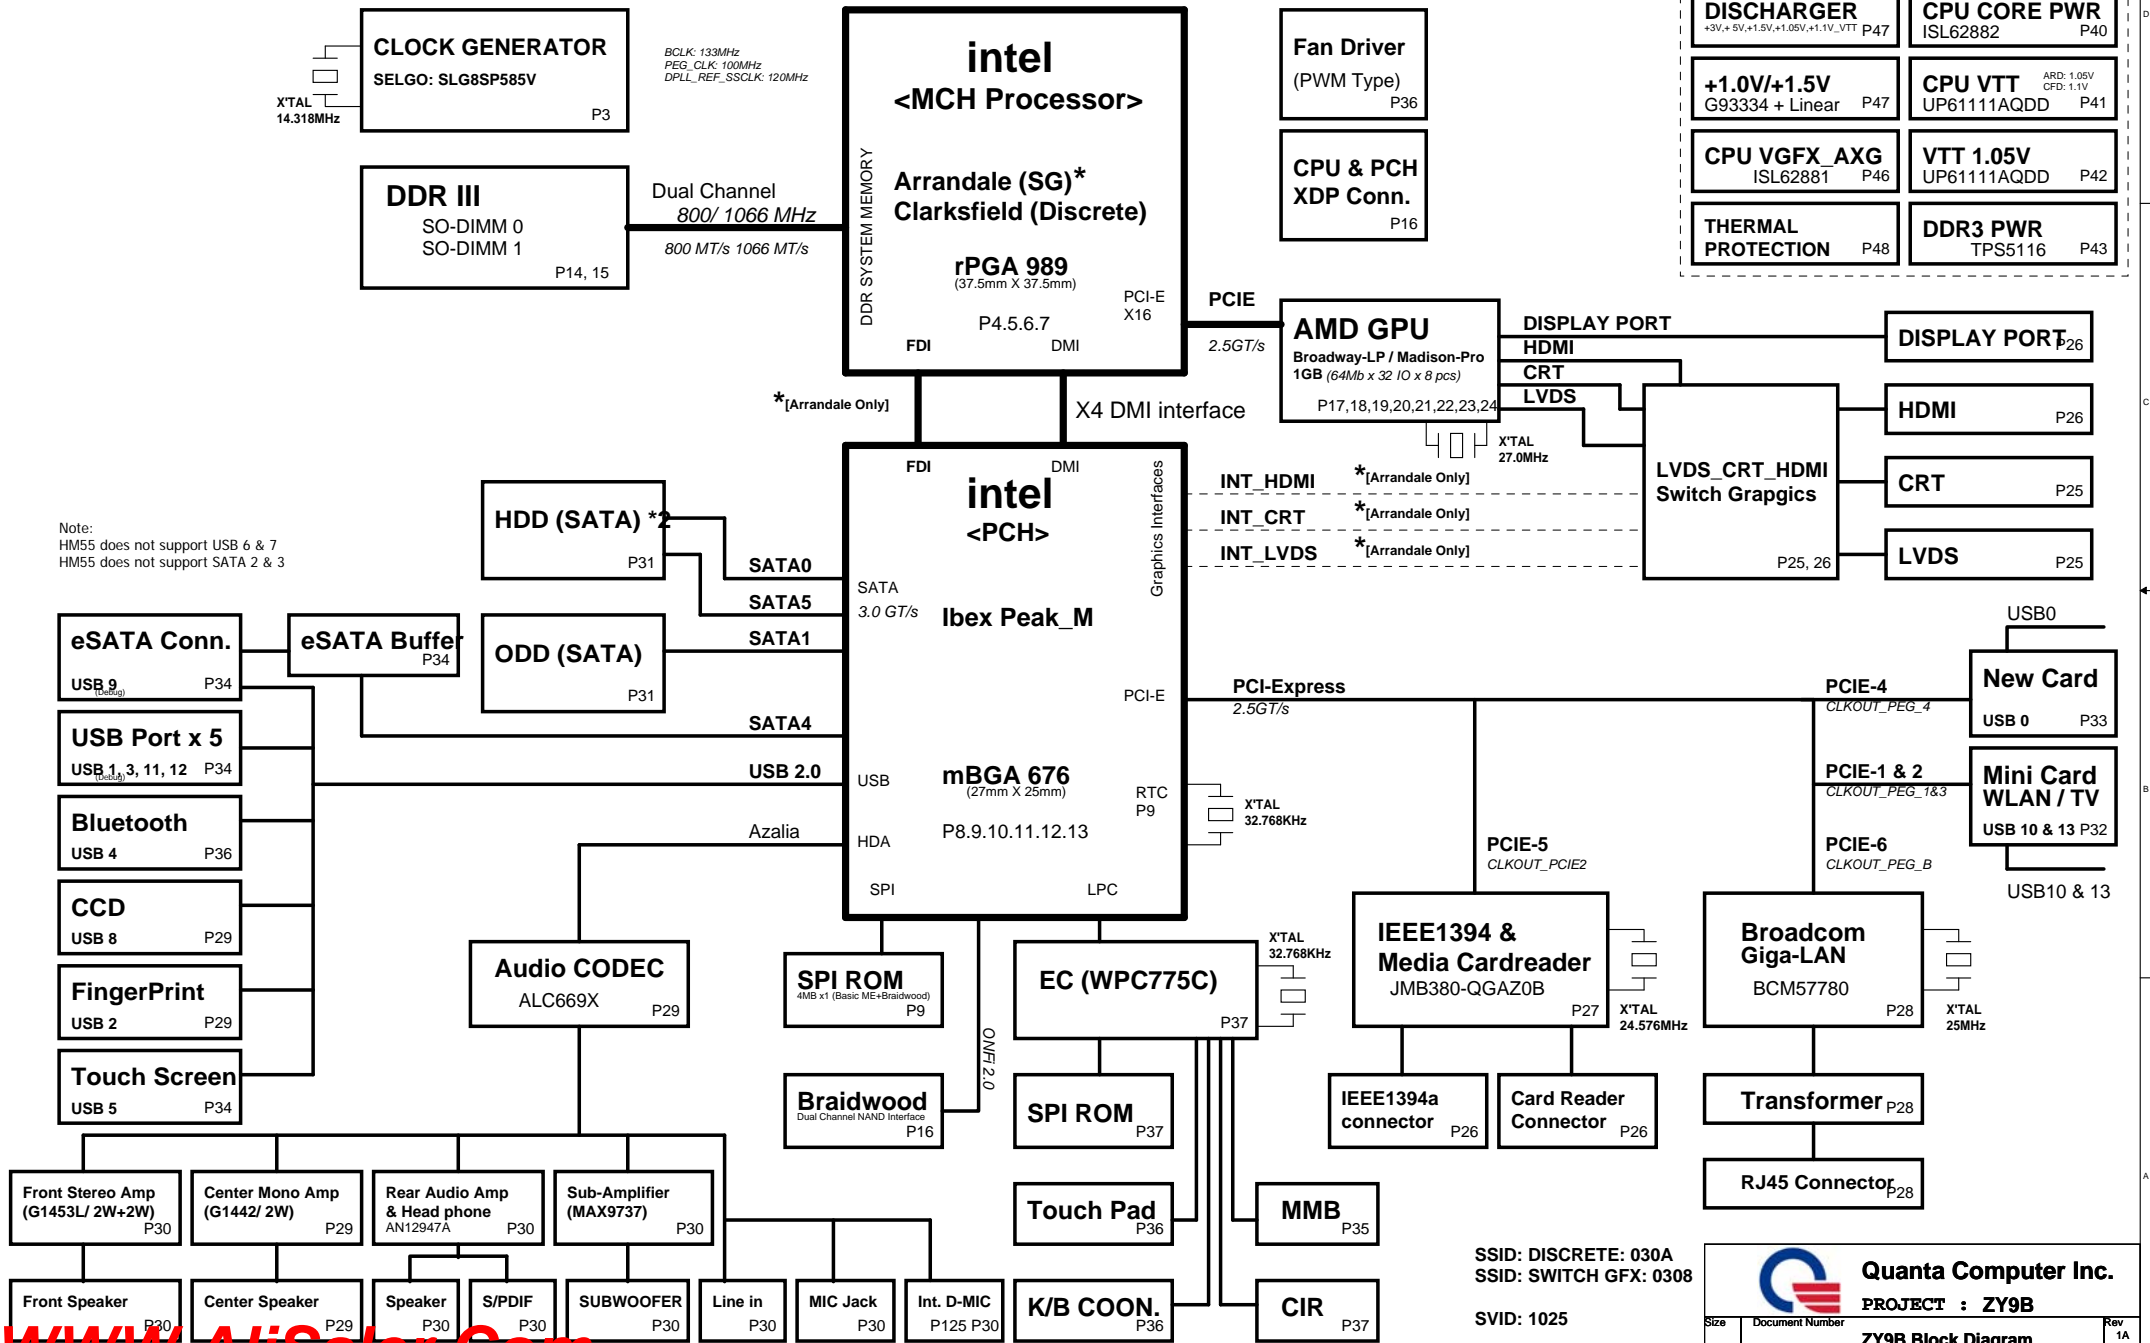 CLOCK GENERATOR
SELGO: SLG8SP585V
P3
X'TAL
14.318MHz
BCLK: 133MHz
PEG_CLK: 100MHz
DPLL_REF_SSCLK: 120MHz
DDR III
SO-DIMM 0
SO-DIMM 1
P14, 15
Dual Channel
800/ 1066 MHz
800 MT/s 1066 MT/s
intel
<MCH Processor>
DDR SYSTEM MEMORY
Arrandale (SG)*
Clarksfield (Discrete)
rPGA 989
(37.5mm X 37.5mm)
PCI-E
X16
P4.5.6.7
FDI
DMI
Fan Driver
(PWM Type)
P36
CPU & PCH
XDP Conn.
P16
DISCHARGER
+3V,+ 5V,+1.5V,+1.05V,+1.1V_VTT P47
CPU CORE PWR
ISL62882 P40
+1.0V/+1.5V
G93334 + Linear P47
CPU VTT
ARD: 1.05V
CFD: 1.1V
UP61111AQDD P41
CPU VGFX_AXG
ISL62881 P46
VTT 1.05V
UP61111AQDD P42
THERMAL
PROTECTION P48
DDR3 PWR
TPS5116 P43
PCIE
2.5GT/s
AMD GPU
Broadway-LP / Madison-Pro
1GB (64Mb x 32 IO x 8 pcs)
P17,18,19,20,21,22,23,24
X'TAL
27.0MHz
DISPLAY PORT
HDMI
CRT
LVDS
DISPLAY PORT
P26
HDMI
P26
CRT
P25
LVDS
P25
LVDS_CRT_HDMI
Switch Grapgics
P25, 26
*[Arrandale Only]
X4 DMI interface
FDI
DMI
Graphics Interfaces
intel
<PCH>
Ibex Peak_M
mBGA 676
(27mm X 25mm)
P8.9.10.11.12.13
SATA
3.0 GT/s
USB
HDA
SPI
LPC
PCI-E
RTC
P9
X'TAL
32.768KHz
INT_HDMI *[Arrandale Only]
INT_CRT *[Arrandale Only]
INT_LVDS *[Arrandale Only]
Note:
HM55 does not support USB 6 & 7
HM55 does not support SATA 2 & 3
HDD (SATA) *2
P31
ODD (SATA)
P31
SATA0
SATA5
SATA1
SATA4
USB 2.0
Azalia
eSATA Conn.
USB 9
(Debug)
P34
eSATA Buffer
P34
USB Port x 5
USB 1, 3, 11, 12 P34
(Debug)
Bluetooth
USB 4 P36
CCD
USB 8 P29
FingerPrint
USB 2 P29
Touch Screen
USB 5 P34
PCI-Express
2.5GT/s
PCIE-4
CLKOUT_PEG_4
PCIE-1 & 2
CLKOUT_PEG_1&3
PCIE-6
CLKOUT_PEG_B
PCIE-5
CLKOUT_PCIE2
USB0
New Card
USB 0 P33
Mini Card
WLAN / TV
USB 10 & 13 P32
USB10 & 13
Audio CODEC
ALC669X
P29
SPI ROM
4MB x1 (Basic ME+Braidwood)
P9
ONFi 2.0
Braidwood
Dual Channel NAND Interface
P16
EC (WPC775C)
P37
X'TAL
32.768KHz
SPI ROM
P37
Touch Pad
P36
K/B COON.
P36
MMB
P35
CIR
P37
IEEE1394 &
Media Cardreader
JMB380-QGAZ0B
P27
X'TAL
24.576MHz
IEEE1394a
connector P26
Card Reader
Connector P26
Broadcom
Giga-LAN
BCM57780
P28
X'TAL
25MHz
Transformer
P28
RJ45 Connector
P28
Front Stereo Amp
(G1453L/ 2W+2W)
P30
Center Mono Amp
(G1442/ 2W)
P29
Rear Audio Amp
& Head phone
AN12947A P30
Sub-Amplifier
(MAX9737)
P30
Front Speaker
P30
Center Speaker
P29
Speaker
P30
S/PDIF
P30
SUBWOOFER
P30
Line in
P30
MIC Jack
P30
Int. D-MIC
P125 P30
SSID: DISCRETE: 030A
SSID: SWITCH GFX: 0308
SVID: 1025
Quanta Computer Inc.
PROJECT : ZY9B
Size
Document Number
Rev
1A
ZY9B Block Diagram
D
C
B
A